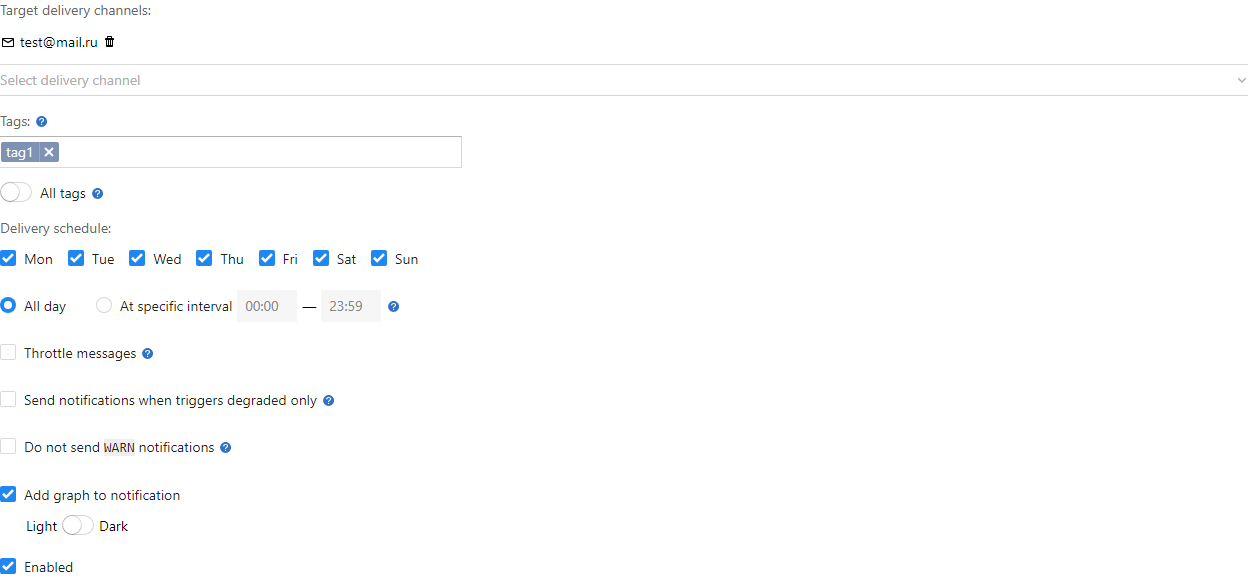 Target delivery channels:
test@mail.ru
Select delivery channel
Tags: ?
tag1 ×
All tags ?
Delivery schedule:
Mon Tue Wed Thu Fri Sat Sun
All day At specific interval 00:00 — 23:59 ?
Throttle messages ?
Send notifications when triggers degraded only ?
Do not send WARN notifications ?
Add graph to notification
Light Dark
Enabled